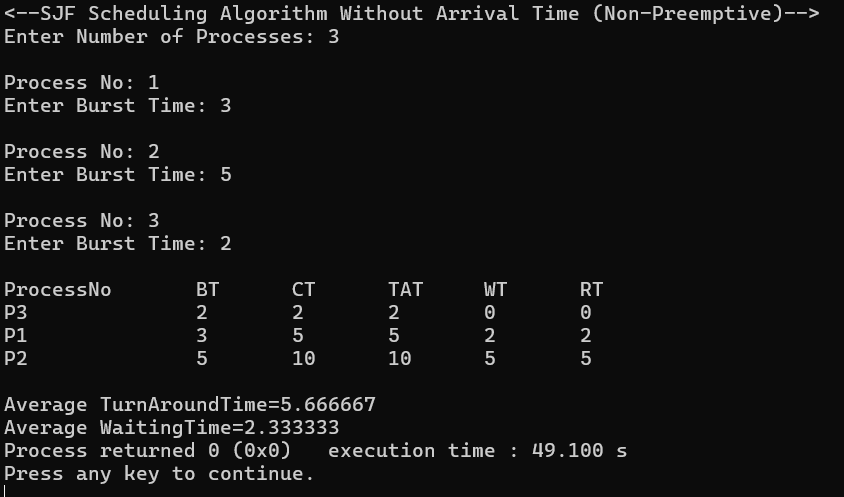 <--SJF Scheduling Algorithm Without Arrival Time (Non-Preemptive)-->
Enter Number of Processes: 3
Process No: 1
Enter Burst Time: 3
Process No: 2
Enter Burst Time: 5
Process No: 3
Enter Burst Time: 2
ProcessNo BT CT TAT WT RT
P3 2 2 2 0 0
P1 3 5 5 2 2
P2 5 10 10 5 5
Average TurnAroundTime=5.666667
Average WaitingTime=2.333333
Process returned 0 (0x0) execution time : 49.100 s
Press any key to continue.